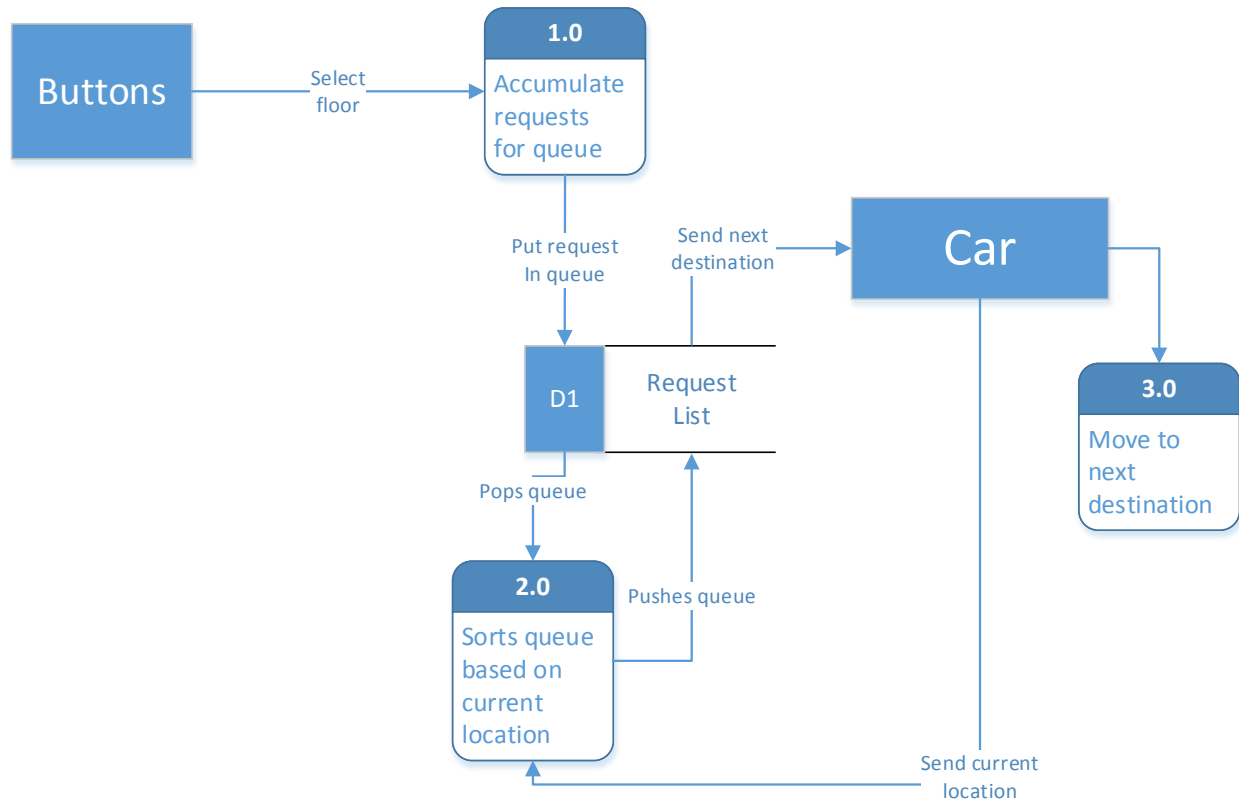 Buttons
Select
floor
1.0
Accumulate
requests
for queue
Put request
In queue
Send next
destination
Car
D1
Request
List
3.0
Move to
next
destination
Pops queue
2.0
Sorts queue
based on
current
location
Pushes queue
Send current
location